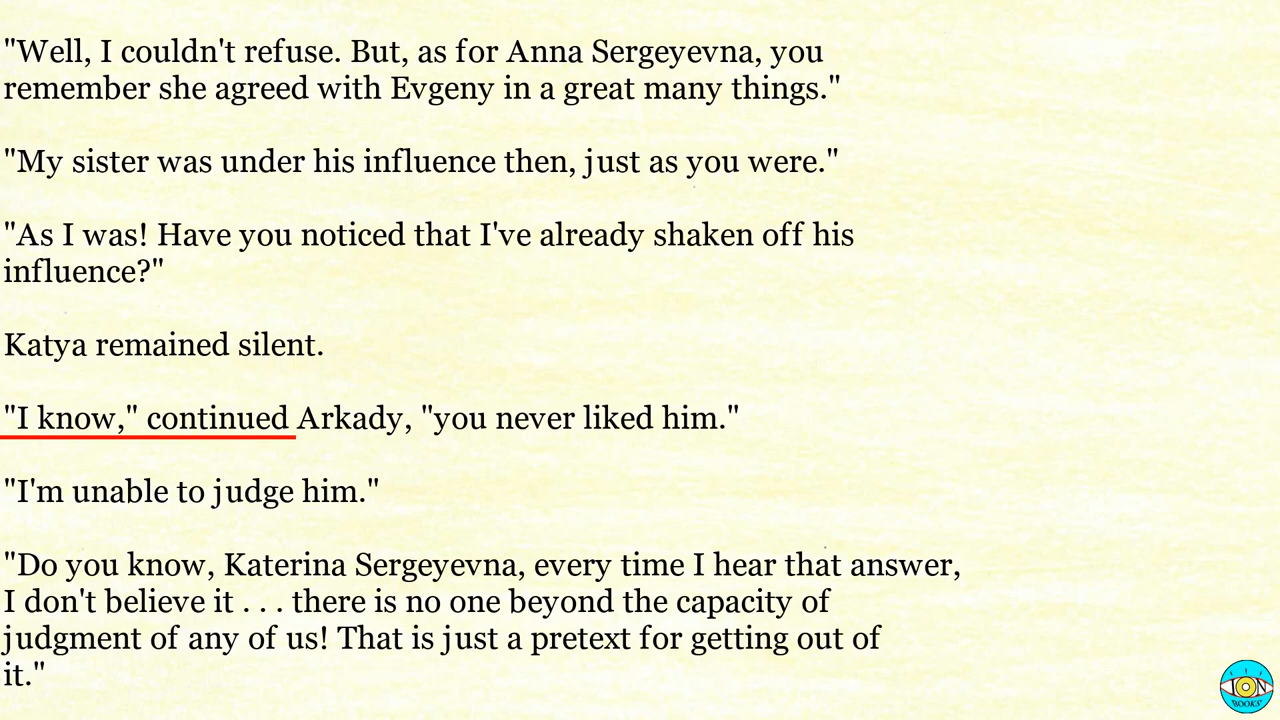 "Well, I couldn't refuse. But, as for Anna Sergeyevna, you
remember she agreed with Evgeny in a great many things."
"My sister was under his influence then, just as you were."
"As I was! Have you noticed that I've already shaken off his
influence?"
Katya remained silent.
"I know," continued Arkady, "you never liked him."
"I'm unable to judge him."
"Do you know, Katerina Sergeyevna, every time I hear that answer,
I don't believe it . . . there is no one beyond the capacity of
judgment of any of us! That is just a pretext for getting out of
it."
ION
BOOKS